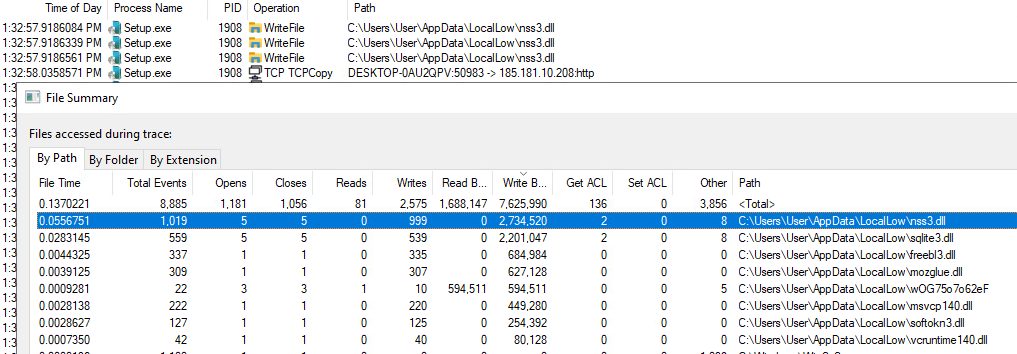 Time of Day Process Name PID Operation Path
1:32:57.9186084 PM Setup.exe 1908 WriteFile C:\Users\User\AppData\LocalLow\nss3.dll
1:32:57.9186339 PM Setup.exe 1908 WriteFile C:\Users\User\AppData\LocalLow\nss3.dll
1:32:57.9186561 PM Setup.exe 1908 WriteFile C:\Users\User\AppData\LocalLow\nss3.dll
1:32:58.0358571 PM Setup.exe 1908 TCP TCPCopy DESKTOP-0AU2QPV:50983 -> 185.181.10.208:http
File Summary
Files accessed during trace:
By Path By Folder By Extension
File Time Total Events Opens Closes Reads Writes Read B... Write B... Get ACL Set ACL Other Path
0.1370221 8,885 1,181 1,056 81 2,575 1,688,147 7,625,990 136 0 3,856 <Total>
0.0556751 1,019 5 5 0 999 0 2,734,520 2 0 8 C:\Users\User\AppData\LocalLow\nss3.dll
0.0283145 559 5 5 0 539 0 2,201,047 2 0 8 C:\Users\User\AppData\LocalLow\sqlite3.dll
0.0044325 337 1 1 0 335 0 684,984 0 0 0 C:\Users\User\AppData\LocalLow\freebl3.dll
0.0039125 309 1 1 0 307 0 627,128 0 0 0 C:\Users\User\AppData\LocalLow\mozglue.dll
0.0009281 22 3 3 1 10 594,511 594,511 0 0 5 C:\Users\User\AppData\LocalLow\wOG75o7o62eF
0.0028138 222 1 1 0 220 0 449,280 0 0 0 C:\Users\User\AppData\LocalLow\msvcp140.dll
0.0028627 127 1 1 0 125 0 254,392 0 0 0 C:\Users\User\AppData\LocalLow\softokn3.dll
0.0007350 42 1 1 0 40 0 80,128 0 0 0 C:\Users\User\AppData\LocalLow\vcruntime140.dll